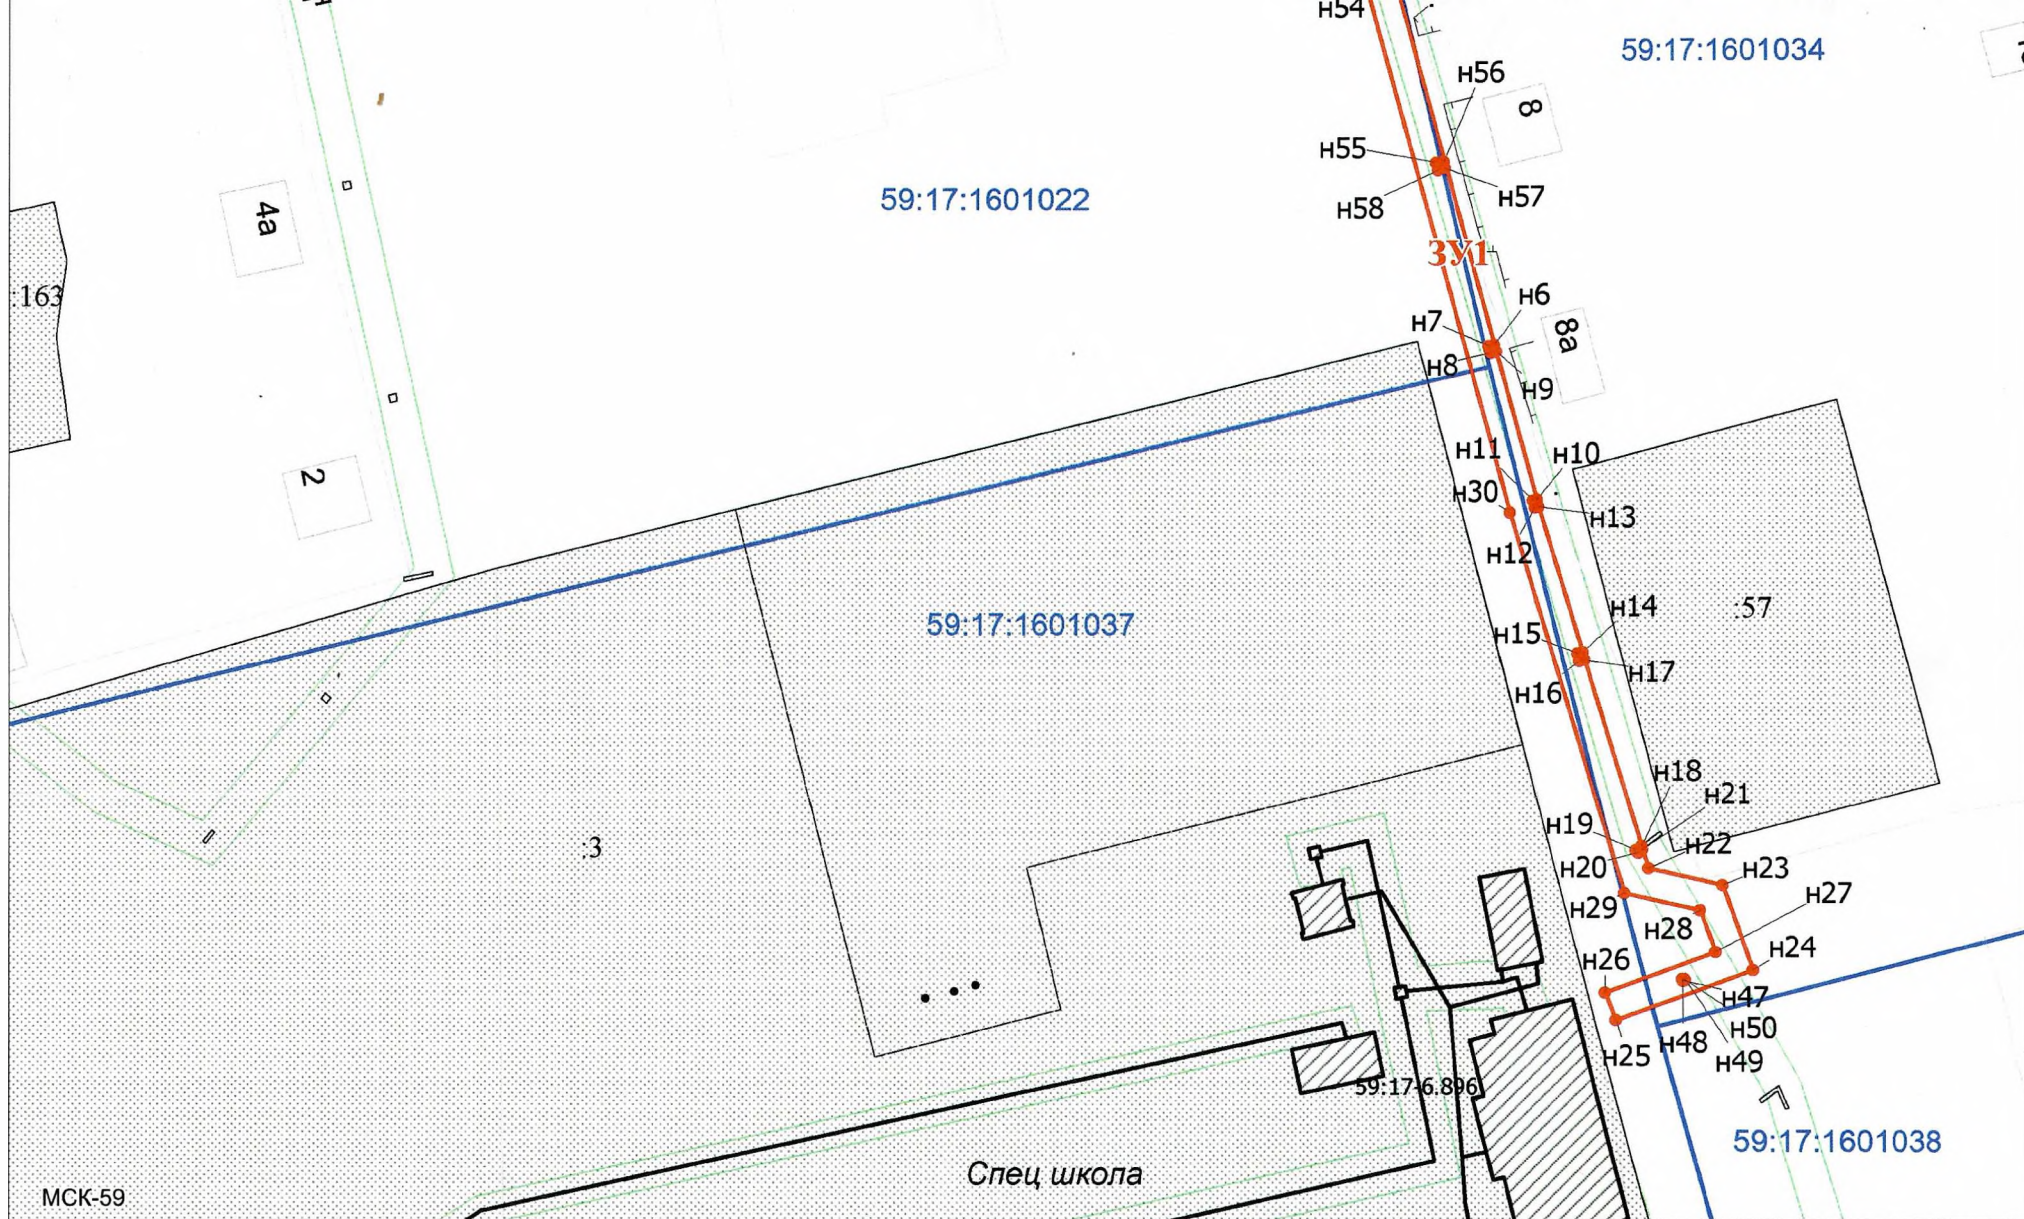 н54
59:17:1601034
н56
8
н55
59:17:1601022
н57
н58
4а
ЗУ1
:163
н6
н7
8а
н8
н9
н11
н10
2
н30
н13
н12
59:17:1601037
н14
:57
н15
н17
н16
н18
н21
н19
н22
:3
н20
н23
н27
н29
н28
н24
н26
н47
н50
н48
н25
н49
59:17-6.896
59:17:1601038
Спец школа
МСК-59